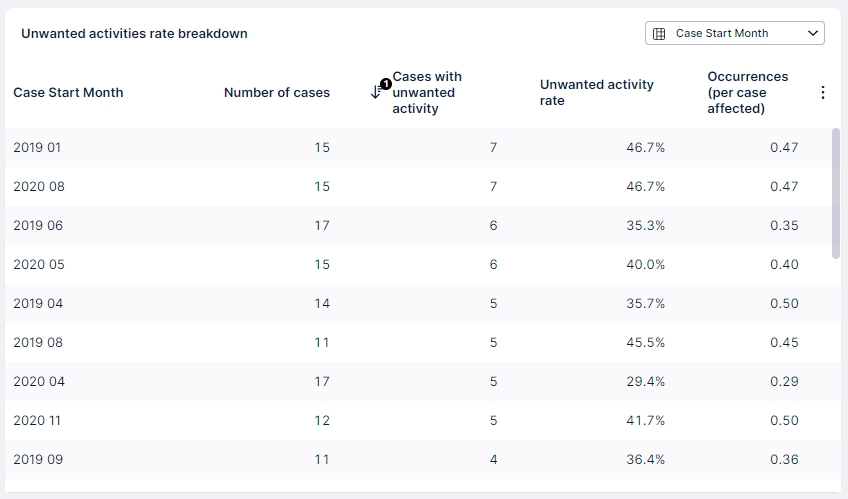 Unwanted activities rate breakdown
Case Start Month
Case Start Month Number of cases 1 Cases with unwanted activity Unwanted activity rate Occurrences (per case affected)
2019 01 15 7 46.7% 0.47
2020 08 15 7 46.7% 0.47
2019 06 17 6 35.3% 0.35
2020 05 15 6 40.0% 0.40
2019 04 14 5 35.7% 0.50
2019 08 11 5 45.5% 0.45
2020 04 17 5 29.4% 0.29
2020 11 12 5 41.7% 0.50
2019 09 11 4 36.4% 0.36